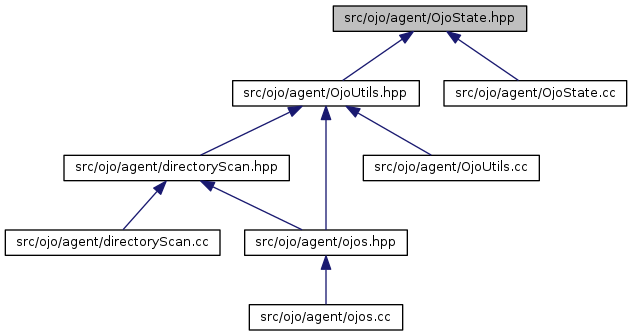 src/ojo/agent/OjoState.hpp
src/ojo/agent/OjoUtils.hpp
src/ojo/agent/OjoState.cc
src/ojo/agent/directoryScan.hpp
src/ojo/agent/OjoUtils.cc
src/ojo/agent/directoryScan.cc
src/ojo/agent/ojos.hpp
src/ojo/agent/ojos.cc